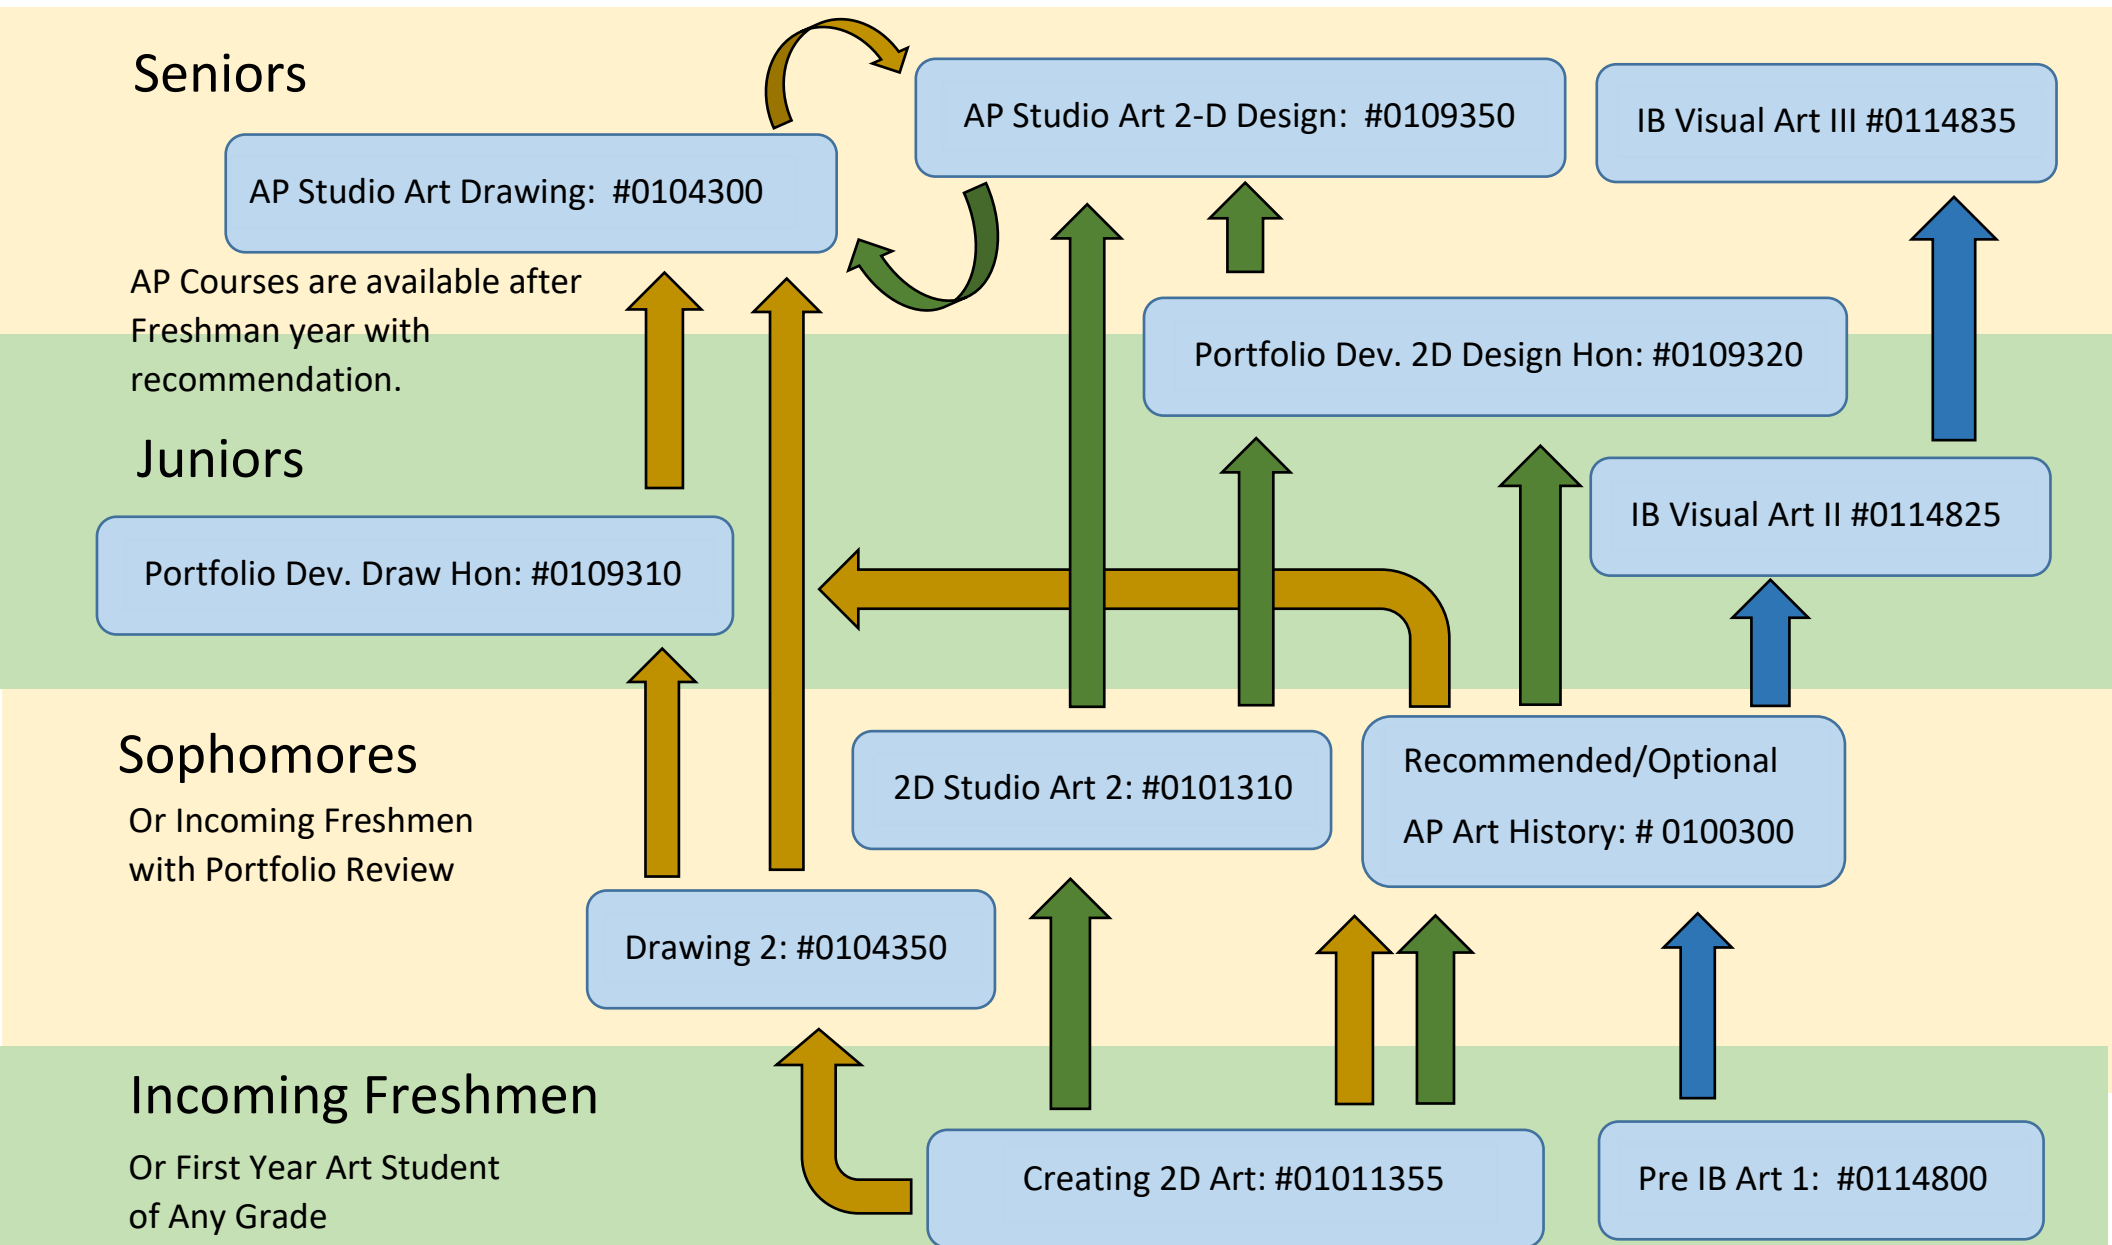 Seniors
AP Studio Art 2-D Design:  #0109350
IB Visual Art III #0114835
AP Studio Art Drawing:  #0104300
AP Courses are available after
Freshman year with
recommendation.
Portfolio Dev. 2D Design Hon: #0109320
Juniors
IB Visual Art II #0114825
Portfolio Dev. Draw Hon: #0109310
Sophomores
Or Incoming Freshmen
with Portfolio Review
2D Studio Art 2: #0101310
Recommended/Optional
AP Art History: # 0100300
Drawing 2: #0104350
Incoming Freshmen
Or First Year Art Student
of Any Grade
Creating 2D Art: #01011355
Pre IB Art 1:  #0114800